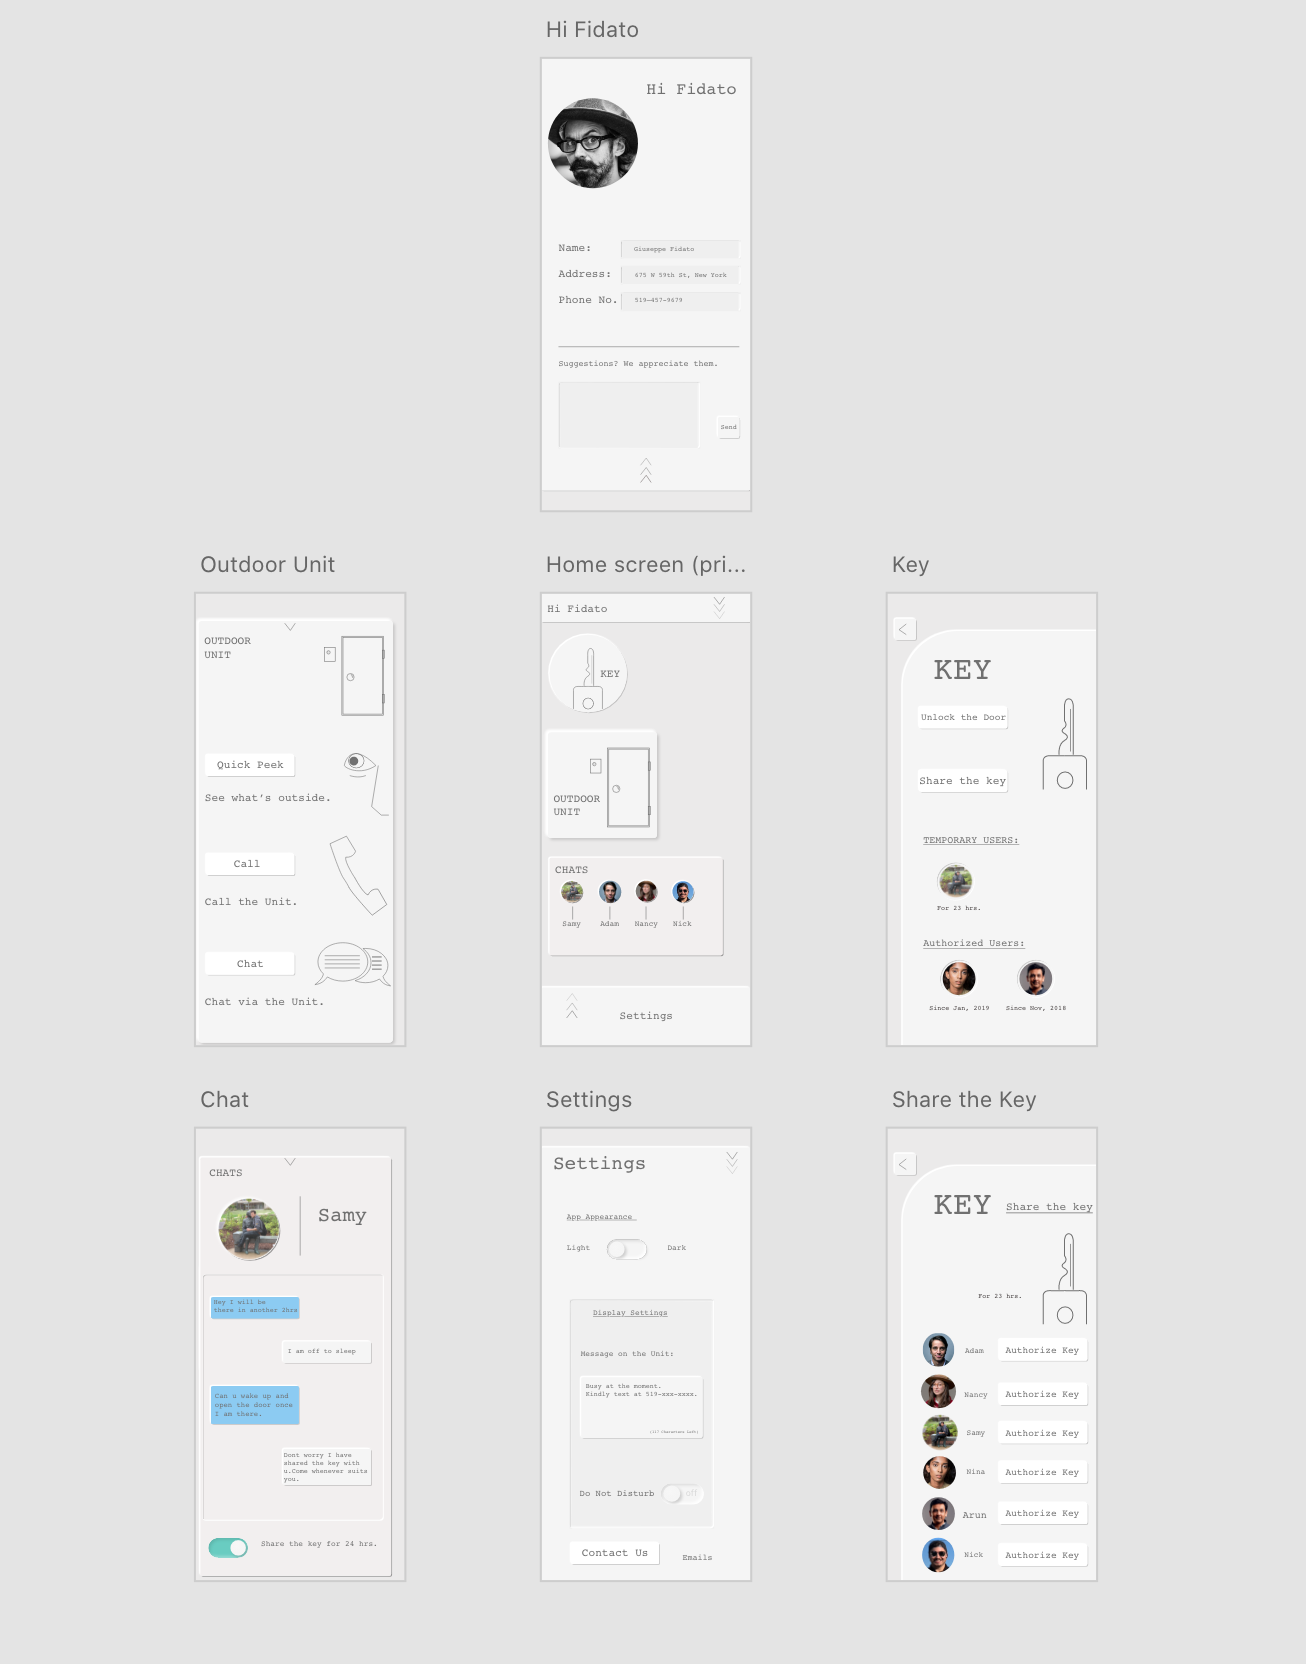 Hi Fidato
Hi Fidato
Name:
Giuseppe Fidato
Address:
675 W 59th St, New York
Phone No.
519-457-9679
Suggestions? We appreciate them.
Send
Outdoor Unit
OUTDOOR
UNIT
Quick Peek
See what's outside.
Call
Call the Unit.
Chat
Chat via the Unit.
Home screen (pri...
Hi Fidato
KEY
OUTDOOR
UNIT
CHATS
Samy
Adam
Nancy
Nick
Settings
Key
KEY
Unlock the Door
Share the key
TEMPORARY USERS:
For 23 hrs.
Authorized Users:
Since Jan, 2019
Since Nov, 2018
Chat
CHATS
Samy
Hey I will be
there in another 2hrs
I am off to sleep
Can u wake up and
open the door once
I am there.
Dont worry I have
shared the key with
u.Come whenever suits
you.
Share the key for 24 hrs.
Settings
Settings
App Appearance
Light
Dark
Display Settings
Message on the Unit:
Busy at the moment.
Kindly text at 519-xxx-xxxx.
(117 Characters Left)
Do Not Disturb
off
Contact Us
Emails
Share the Key
KEY
Share the key
For 23 hrs.
Adam
Authorize Key
Nancy
Authorize Key
Samy
Authorize Key
Nina
Authorize Key
Arun
Authorize Key
Nick
Authorize Key